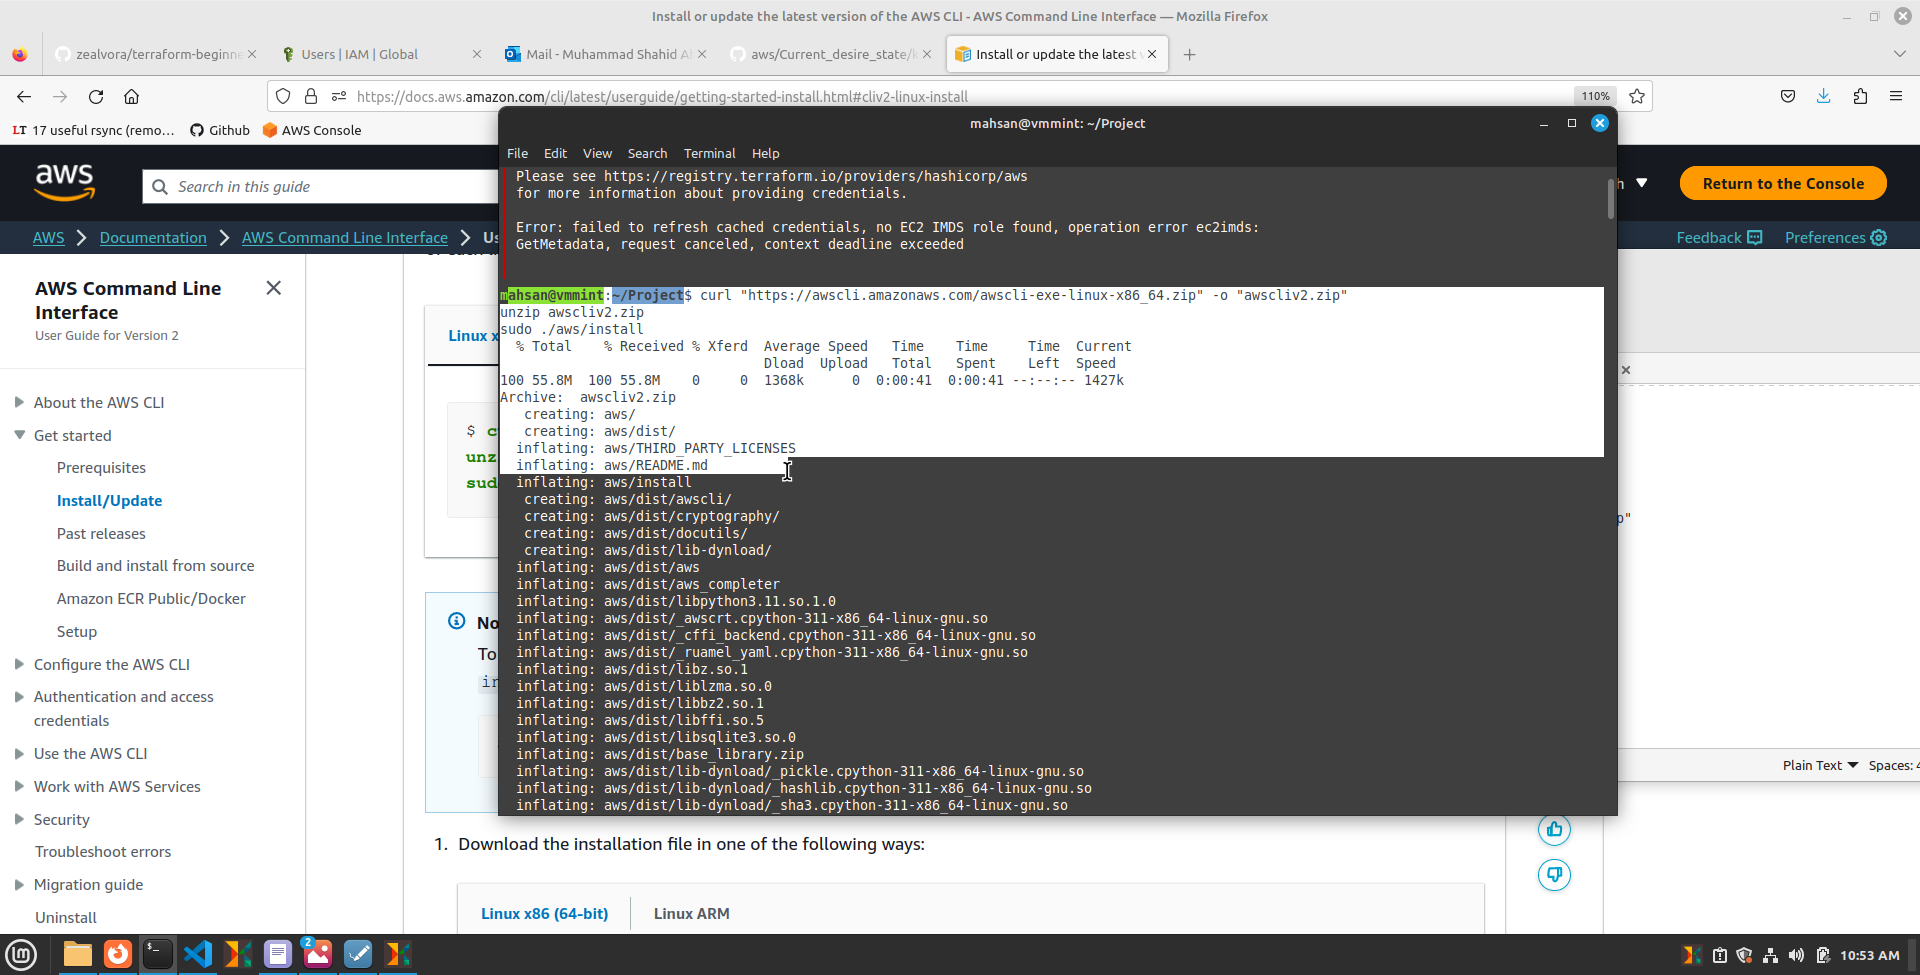 Install or update the latest version of the AWS CLI - AWS Command Line Interface — Mozilla Firefox
zealvora/terraform-beginne
Users | IAM | Global
Mail - Muhammad Shahid A
aws/Current_desire_state/
Install or update the latest
https://docs.aws.amazon.com/cli/latest/userguide/getting-started-install.html#cliv2-linux-install
110%
LT 17 useful rsync (remo…
Github
AWS Console
aws
Search in this guide
Return to the Console
AWS
Documentation
AWS Command Line Interface
Us
Feedback
Preferences
AWS Command Line
Interface
User Guide for Version 2
About the AWS CLI
Get started
Prerequisites
Install/Update
Past releases
Build and install from source
Amazon ECR Public/Docker
Setup
Configure the AWS CLI
Authentication and access
credentials
Use the AWS CLI
Work with AWS Services
Security
Troubleshoot errors
Migration guide
Uninstall
Linux x
$ c
unz
sud
No
To
in
mahsan@vmmint: ~/Project
File Edit View Search Terminal Help
Please see https://registry.terraform.io/providers/hashicorp/aws
for more information about providing credentials.
Error: failed to refresh cached credentials, no EC2 IMDS role found, operation error ec2imds:
GetMetadata, request canceled, context deadline exceeded
mahsan@vmmint:~/Project$ curl "https://awscli.amazonaws.com/awscli-exe-linux-x86_64.zip" -o "awscliv2.zip"
unzip awscliv2.zip
sudo ./aws/install
% Total % Received % Xferd Average Speed Time Time Time Current
Dload Upload Total Spent Left Speed
100 55.8M 100 55.8M 0 0 1368k 0 0:00:41 0:00:41 --:--:-- 1427k
Archive: awscliv2.zip
creating: aws/
creating: aws/dist/
inflating: aws/THIRD_PARTY_LICENSES
inflating: aws/README.md
inflating: aws/install
creating: aws/dist/awscli/
creating: aws/dist/cryptography/
creating: aws/dist/docutils/
creating: aws/dist/lib-dynload/
inflating: aws/dist/aws
inflating: aws/dist/aws_completer
inflating: aws/dist/libpython3.11.so.1.0
inflating: aws/dist/_awscrt.cpython-311-x86_64-linux-gnu.so
inflating: aws/dist/_cffi_backend.cpython-311-x86_64-linux-gnu.so
inflating: aws/dist/_ruamel_yaml.cpython-311-x86_64-linux-gnu.so
inflating: aws/dist/libz.so.1
inflating: aws/dist/liblzma.so.0
inflating: aws/dist/libbz2.so.1
inflating: aws/dist/libffi.so.5
inflating: aws/dist/libsqlite3.so.0
inflating: aws/dist/base_library.zip
inflating: aws/dist/lib-dynload/_pickle.cpython-311-x86_64-linux-gnu.so
inflating: aws/dist/lib-dynload/_hashlib.cpython-311-x86_64-linux-gnu.so
inflating: aws/dist/lib-dynload/_sha3.cpython-311-x86_64-linux-gnu.so
p"
Plain Text
Spaces: 4
1. Download the installation file in one of the following ways:
Linux x86 (64-bit)
Linux ARM
2
10:53 AM